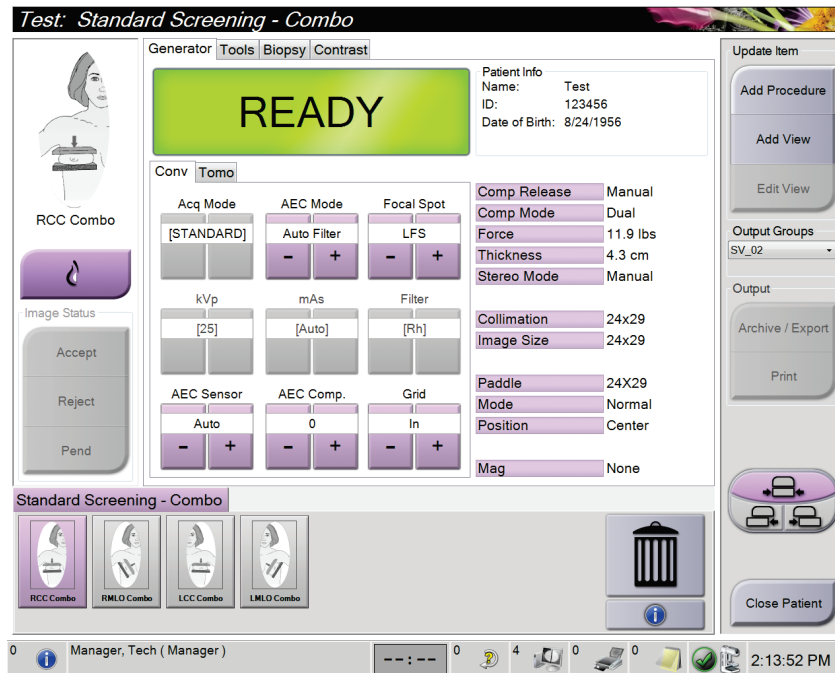 Test: Standard Screening - Combo
Generator Tools Biopsy Contrast
READY
Patient Info
Name: Test
ID: 123456
Date of Birth: 8/24/1956
RCC Combo
Image Status
Accept
Reject
Pend
Conv Tomo
Acq Mode AEC Mode Focal Spot
[STANDARD] Auto Filter LFS
- + - +
kVp mAs Filter
[25] [Auto] [Rh]
AEC Sensor AEC Comp. Grid
Auto 0 In
- + - + - +
Comp Release Manual
Comp Mode Dual
Force 11.9 lbs
Thickness 4.3 cm
Stereo Mode Manual
Collimation 24x29
Image Size 24x29
Paddle 24X29
Mode Normal
Position Center
Mag None
Update Item
Add Procedure
Add View
Edit View
Output Groups
SV_02
Output
Archive / Export
Print
Close Patient
Standard Screening - Combo
RCC Combo RMLO Combo LCC Combo LMLO Combo
0 Manager, Tech ( Manager ) --:-- 0 4 0 0 2:13:52 PM